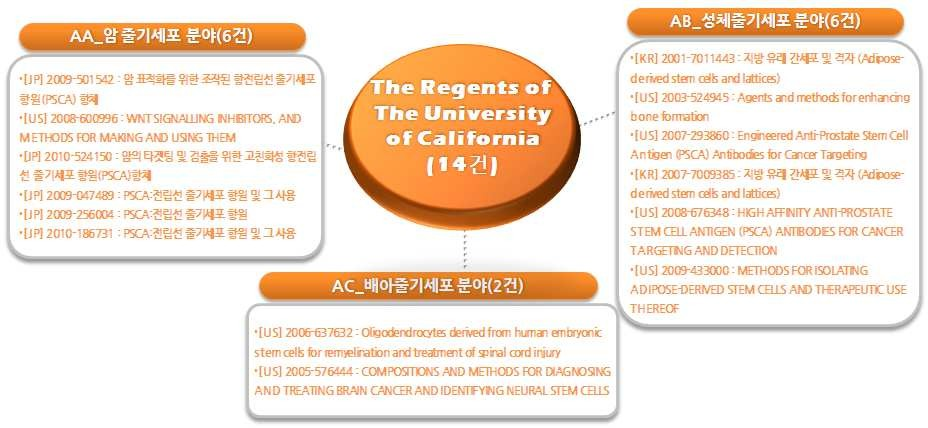 AA_암 줄기세포 분야(6건)
•[JP] 2009-501542 : 암 표적화를 위한 조작된 항전립선 줄기세포
항원(PSCA) 항체
•[US] 2008-600996 : WNT SIGNALLING INHIBITORS, AND
METHODS FOR MAKING AND USING THEM
•[JP] 2010-524150 : 암의 타겟팅 및 검출을 위한 고친화성 항전립
선 줄기세포 항원(PSCA)항체
•[JP] 2009-047489 : PSCA:전립선 줄기세포 항원 및 그 사용
•[JP] 2009-256004 : PSCA:전립선 줄기세포 항원
•[JP] 2010-186731 : PSCA:전립선 줄기세포 항원 및 그 사용
The Regents of
The University
of California
(14건)
AB_성체줄기세포 분야(6건)
•[KR] 2001-7011443 : 지방 유래 간세포 및 격자 (Adipose-
derived stem cells and lattices)
•[US] 2003-524945 : Agents and methods for enhancing
bone formation
•[US] 2007-293860 : Engineered Anti-Prostate Stem Cell
Antigen (PSCA) Antibodies for Cancer Targeting
•[KR] 2007-7009385 : 지방 유래 간세포 및 격자 (Adipose-
derived stem cells and lattices)
•[US] 2008-676348 : HIGH AFFINITY ANTI-PROSTATE
STEM CELL ANTIGEN (PSCA) ANTIBODIES FOR CANCER
TARGETING AND DETECTION
•[US] 2009-433000 : METHODS FOR ISOLATING
ADIPOSE-DERIVED STEM CELLS AND THERAPEUTIC USE
THEREOF
AC_배아줄기세포 분야(2건)
•[US] 2006-637632 : Oligodendrocytes derived from human embryonic
stem cells for remyelination and treatment of spinal cord injury
•[US] 2005-576444 : COMPOSITIONS AND METHODS FOR DIAGNOSING
AND TREATING BRAIN CANCER AND IDENTIFYING NEURAL STEM CELLS